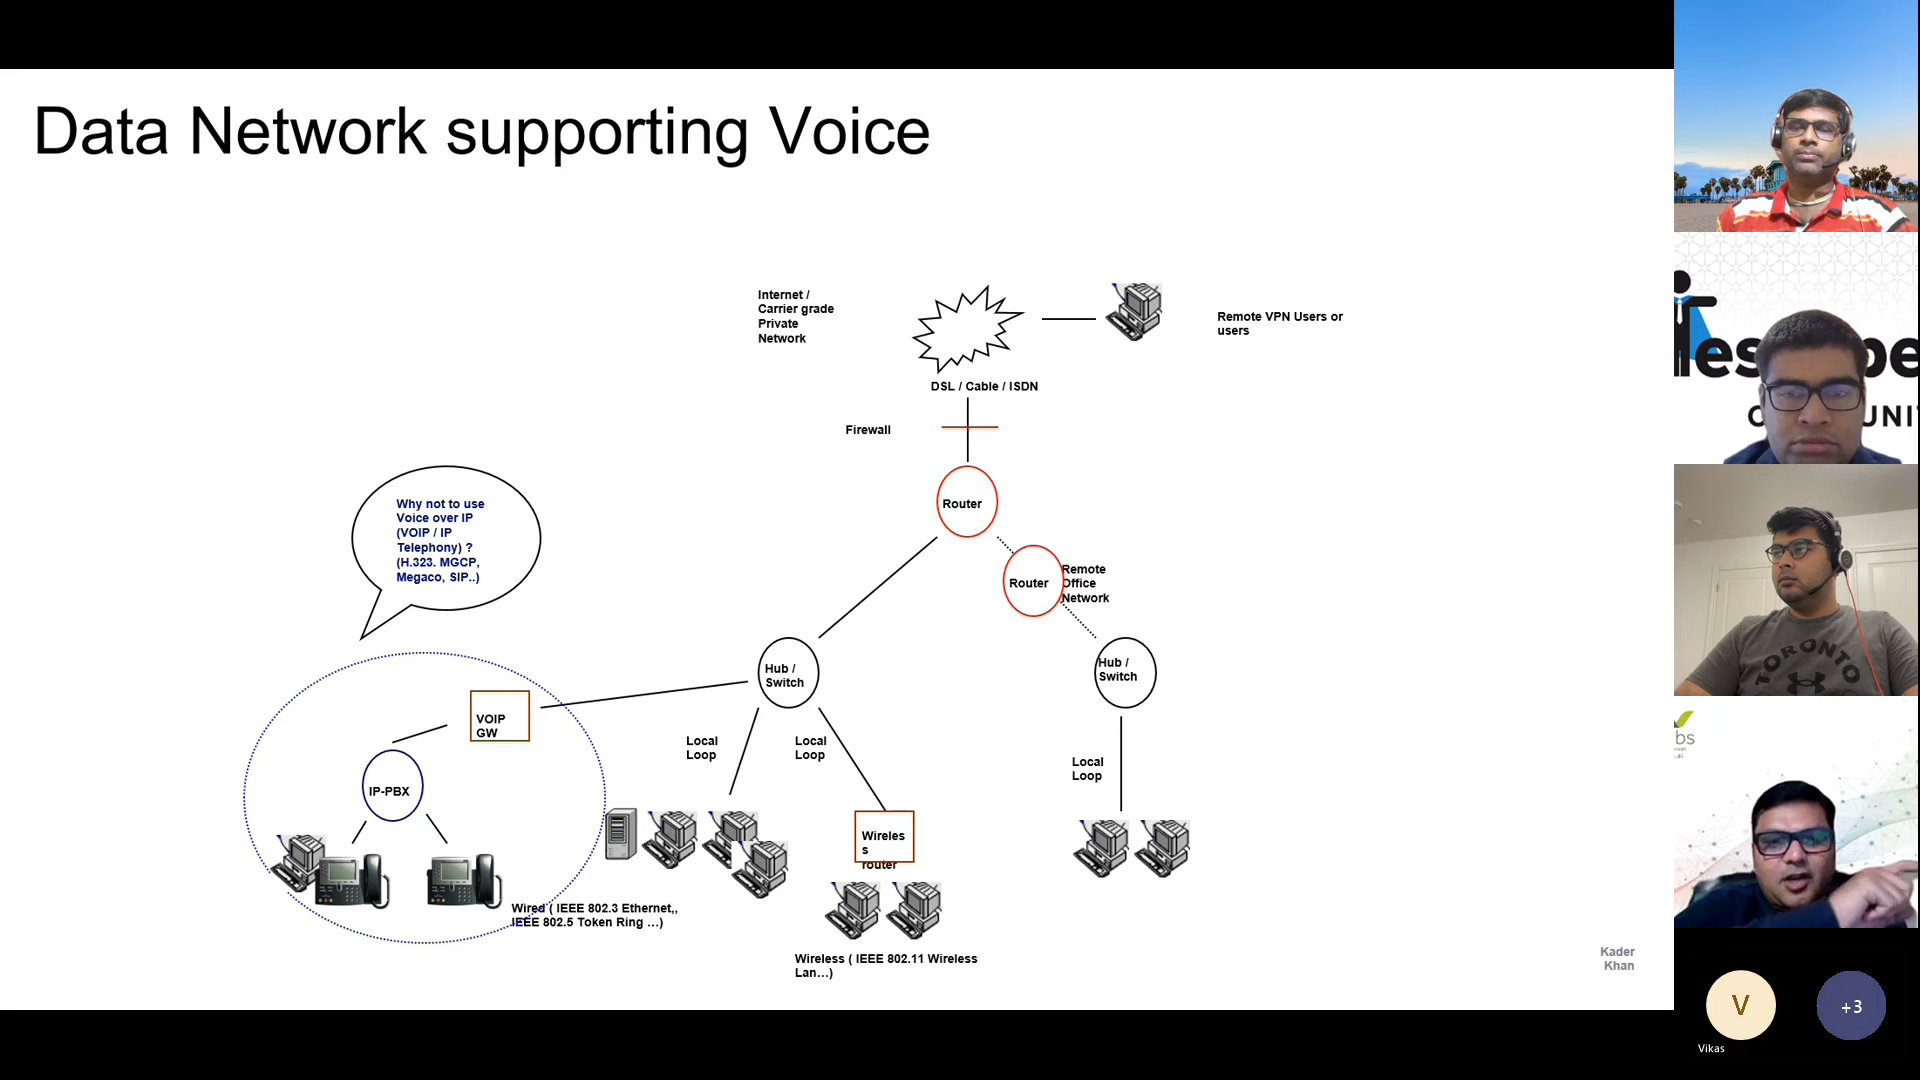 Data Network supporting Voice
Internet /
Carrier grade
Private
Network
Remote VPN Users or
users
DSL / Cable / ISDN
Firewall
Router
Why not to use
Voice over IP
(VOIP / IP
Telephony) ?
(H.323. MGCP,
Megaco, SIP..)
Router
Remote
Office
Network
Hub /
Switch
Hub /
Switch
VOIP
GW
Local
Loop
Local
Loop
Local
Loop
IP-PBX
Wireles
s
router
Wired ( IEEE 802.3 Ethernet,,
IEEE 802.5 Token Ring …)
Wireless ( IEEE 802.11 Wireless
Lan…)
Kader
Khan
TORONTO
V
+3
Vikas